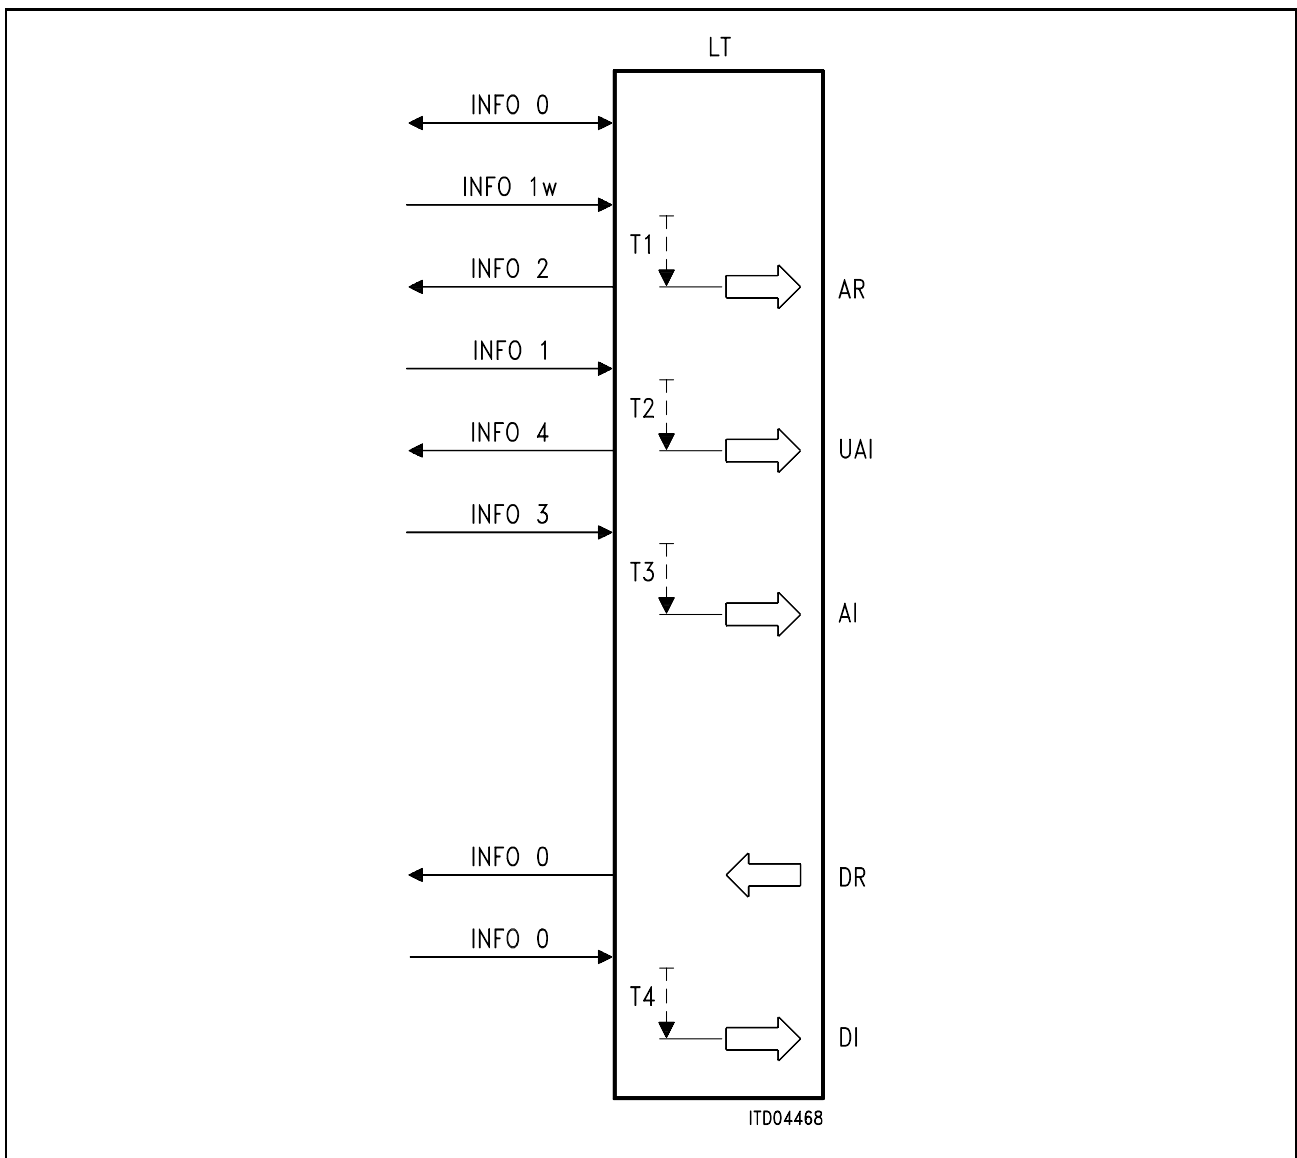 LT
INFO 0
INFO 1w
T1
INFO 2
AR
INFO 1
T2
INFO 4
UAI
INFO 3
T3
AI
INFO 0
DR
INFO 0
T4
DI
ITD04468